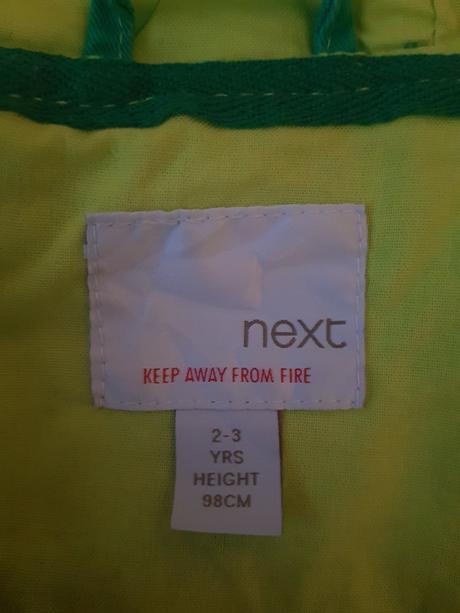 next
KEEP AWAY FROM FIRE
2-3
YRS
HEIGHT
98CM